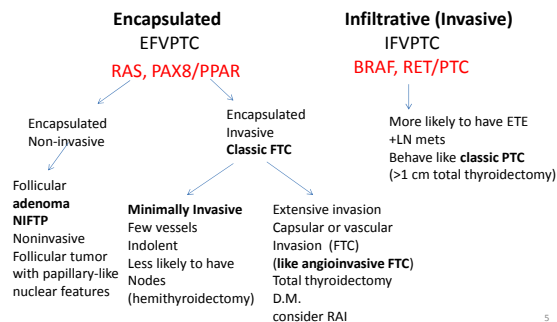 Encapsulated
EFVPTC
RAS, PAX8/PPAR
Infiltrative (Invasive)
IFVPTC
BRAF, RET/PTC
Encapsulated
Non-invasive
Encapsulated
Invasive
Classic FTC
More likely to have ETE
+LN mets
Behave like classic PTC
(>1 cm total thyroidectomy)
Follicular
adenoma
NIFTP
Noninvasive
Follicular tumor
with papillary-like
nuclear features
Minimally Invasive
Few vessels
Indolent
Less likely to have
Nodes
(hemithyroidectomy)
Extensive invasion
Capsular or vascular
Invasion (FTC)
(like angioinvasive FTC)
Total thyroidectomy
D.M.
consider RAI
5